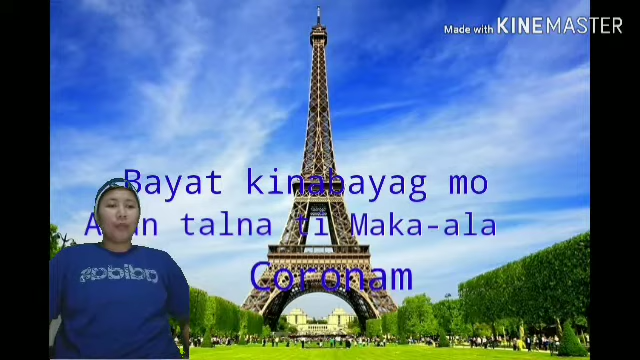 Made with KINEMASTER
Bayat kinabayag mo
talna ti Maka-ala
Coronam